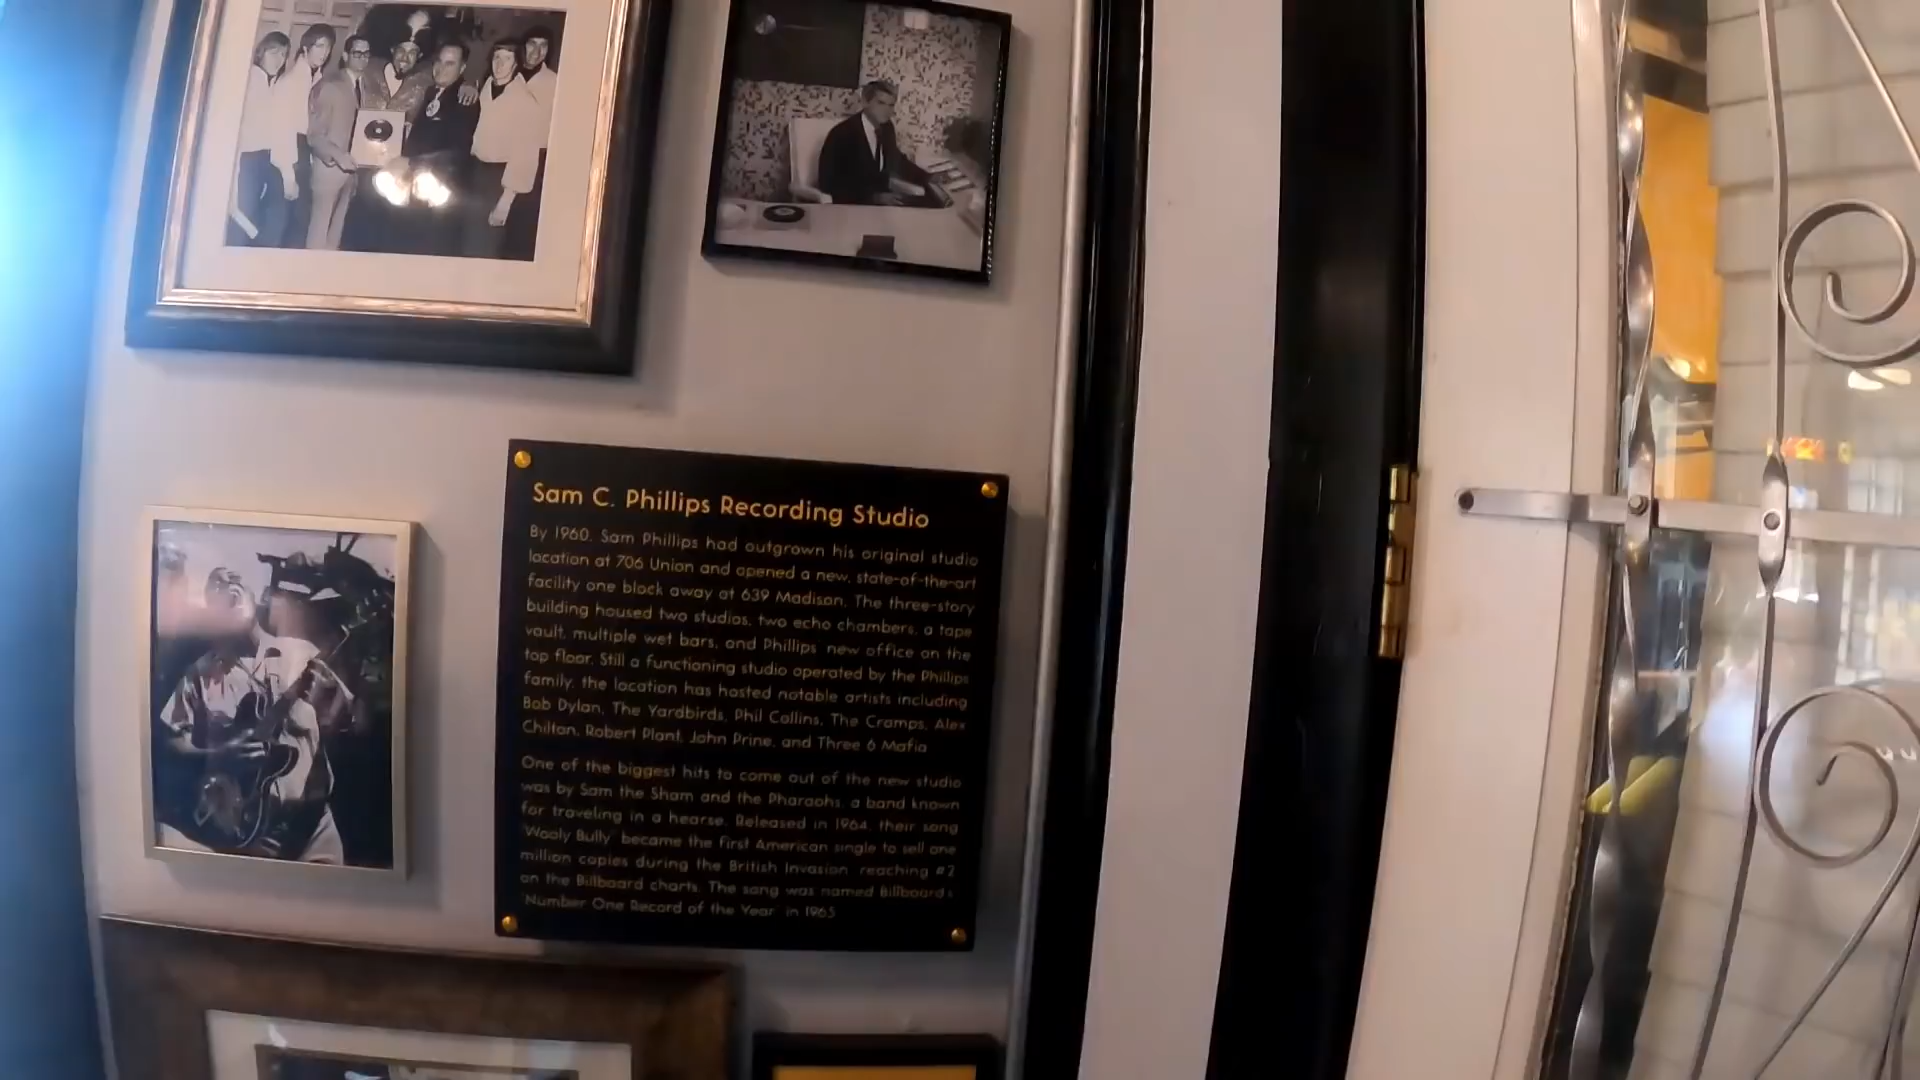 Sam C. Phillips Recording Studio
By 1960, Sam Phillips had outgrown his original studio
location at 706 Union and opened a new, state-of-the-art
facility one block away at 639 Madison. The three-story
building housed two studios, two echo chambers, a tape
vault, multiple wet bars, and Phillips' new office on the
top floor. Still a functioning studio operated by the Phillips
family, the location has hosted notable artists including
Bob Dylan, The Yardbirds, Phil Collins, The Cramps, Alex
Chilton, Robert Plant, John Prine, and Three 6 Mafia.
One of the biggest hits to come out of the new studio
was by Sam the Sham and the Pharaohs, a band known
for traveling in a hearse. Released in 1964, their song
"Wooly Bully" became the first American single to sell one
million copies during the British Invasion, reaching #2
on the Billboard charts. The song was named Billboard's
"Number One Record of the Year" in 1965.